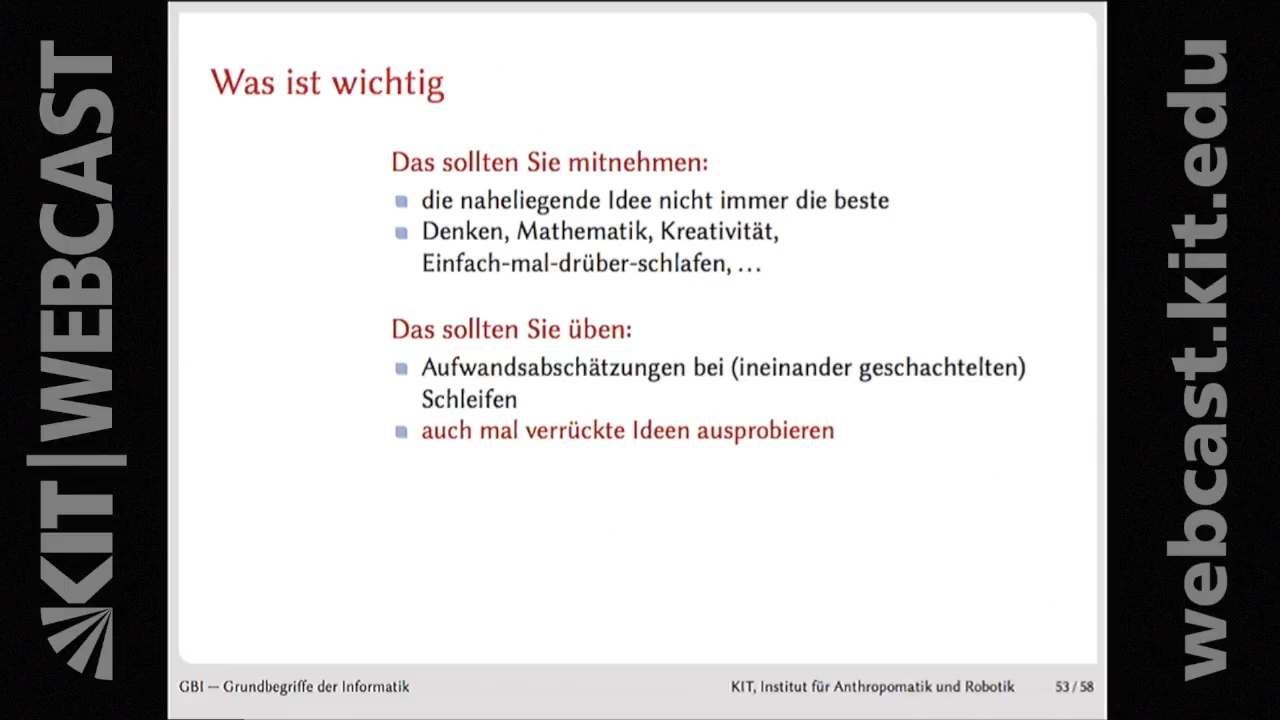 KIT|WEBCAST
Was ist wichtig
Das sollten Sie mitnehmen:
die naheliegende Idee nicht immer die beste
Denken, Mathematik, Kreativität,
Einfach-mal-drüber-schlafen, …
Das sollten Sie üben:
Aufwandsabschätzungen bei (ineinander geschachtelten)
Schleifen
auch mal verrückte Ideen ausprobieren
GBI — Grundbegriffe der Informatik
KIT, Institut für Anthropomatik und Robotik
53 / 58
webcast.kit.edu